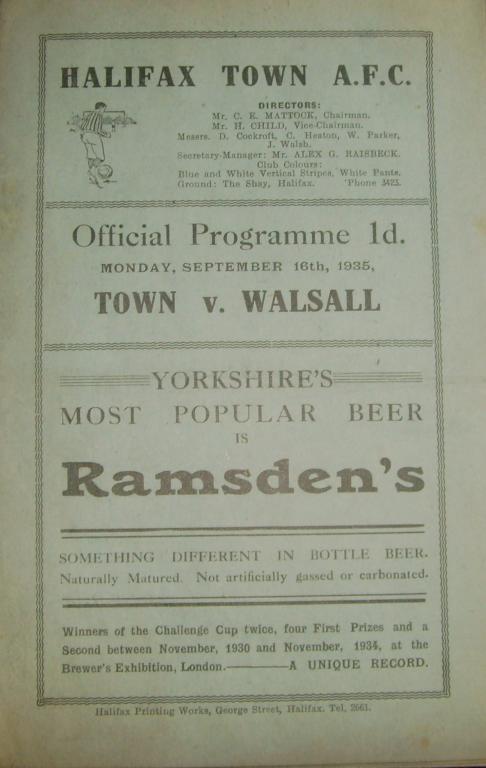 HALIFAX TOWN A.F.C.
DIRECTORS:
Mr. C. E. MATTOCK, Chairman.
Mr. H. CHILD, Vice-Chairman.
Messrs. D. Cockroft, C. Heaton, W. Parker,
J. Walsh.
Secretary-Manager: Mr. ALEX G. RAISBECK.
Club Colours:
Blue and White Vertical Stripes, White Pants.
Ground: The Shay, Halifax. 'Phone 3423.
Official Programme 1d.
MONDAY, SEPTEMBER 16th, 1935,
TOWN v. WALSALL
YORKSHIRE'S
MOST POPULAR BEER
IS
Ramsden's
SOMETHING DIFFERENT IN BOTTLE BEER.
Naturally Matured. Not artificially gassed or carbonated.
Winners of the Challenge Cup twice, four First Prizes and a
Second between November, 1930 and November, 1934, at the
Brewer's Exhibition, London.————A UNIQUE RECORD.
Halifax Printing Works, George Street, Halifax. Tel. 2661.